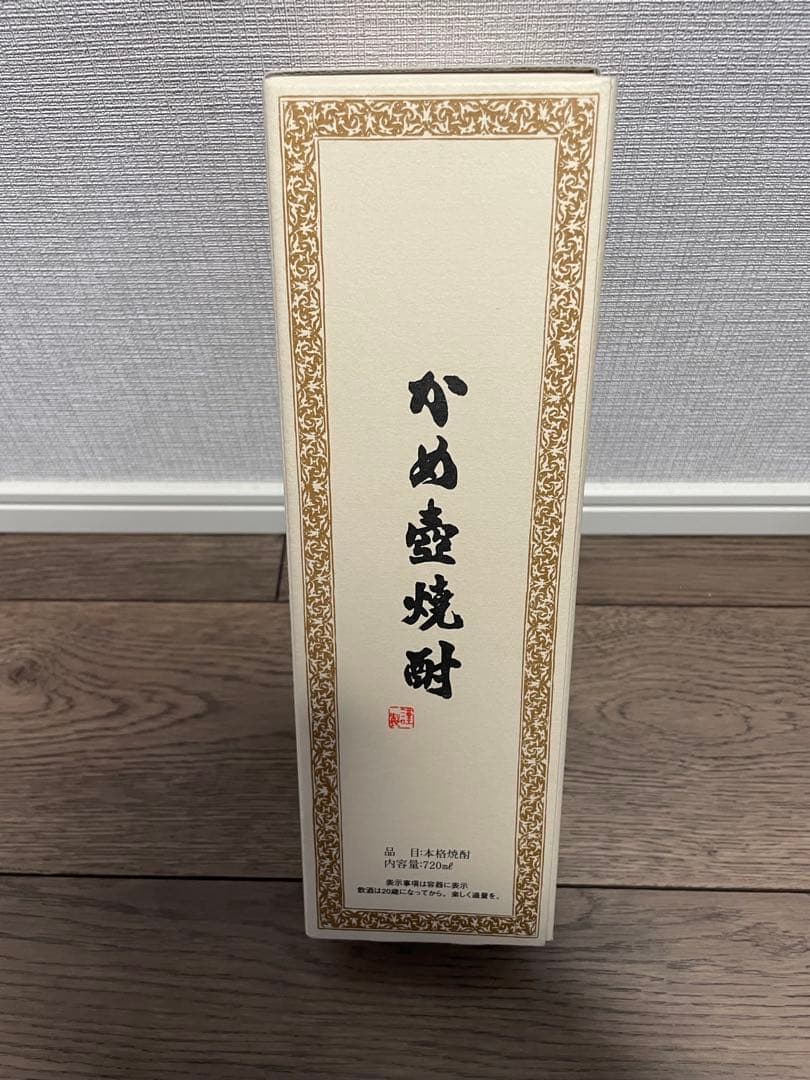 かめ壺焼酎
謹製
品　目:本格焼酎
内容量:720㎖
表示事項は容器に表示
飲酒は20歳になってから。楽しく適量を。